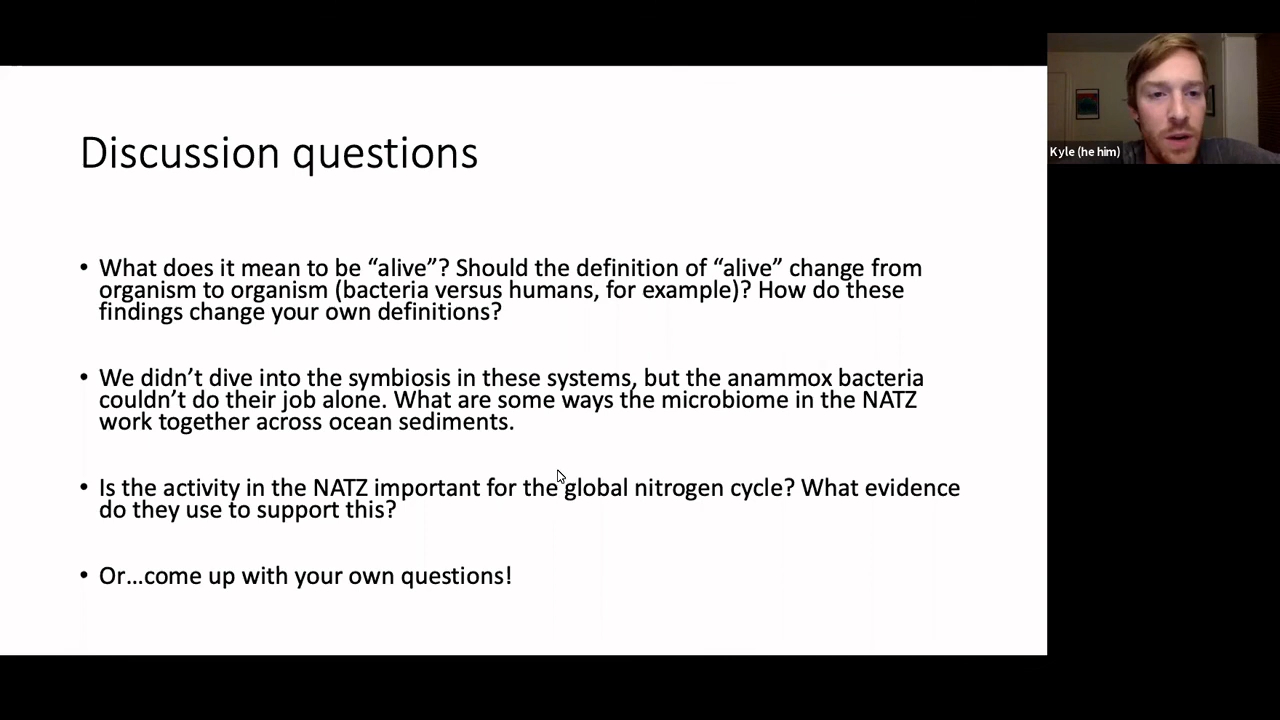 Discussion questions
• What does it mean to be “alive”? Should the definition of “alive” change from
organism to organism (bacteria versus humans, for example)? How do these
findings change your own definitions?
• We didn’t dive into the symbiosis in these systems, but the anammox bacteria
couldn’t do their job alone. What are some ways the microbiome in the NATZ
work together across ocean sediments.
• Is the activity in the NATZ important for the global nitrogen cycle? What evidence
do they use to support this?
• Or...come up with your own questions!
Kyle (he him)